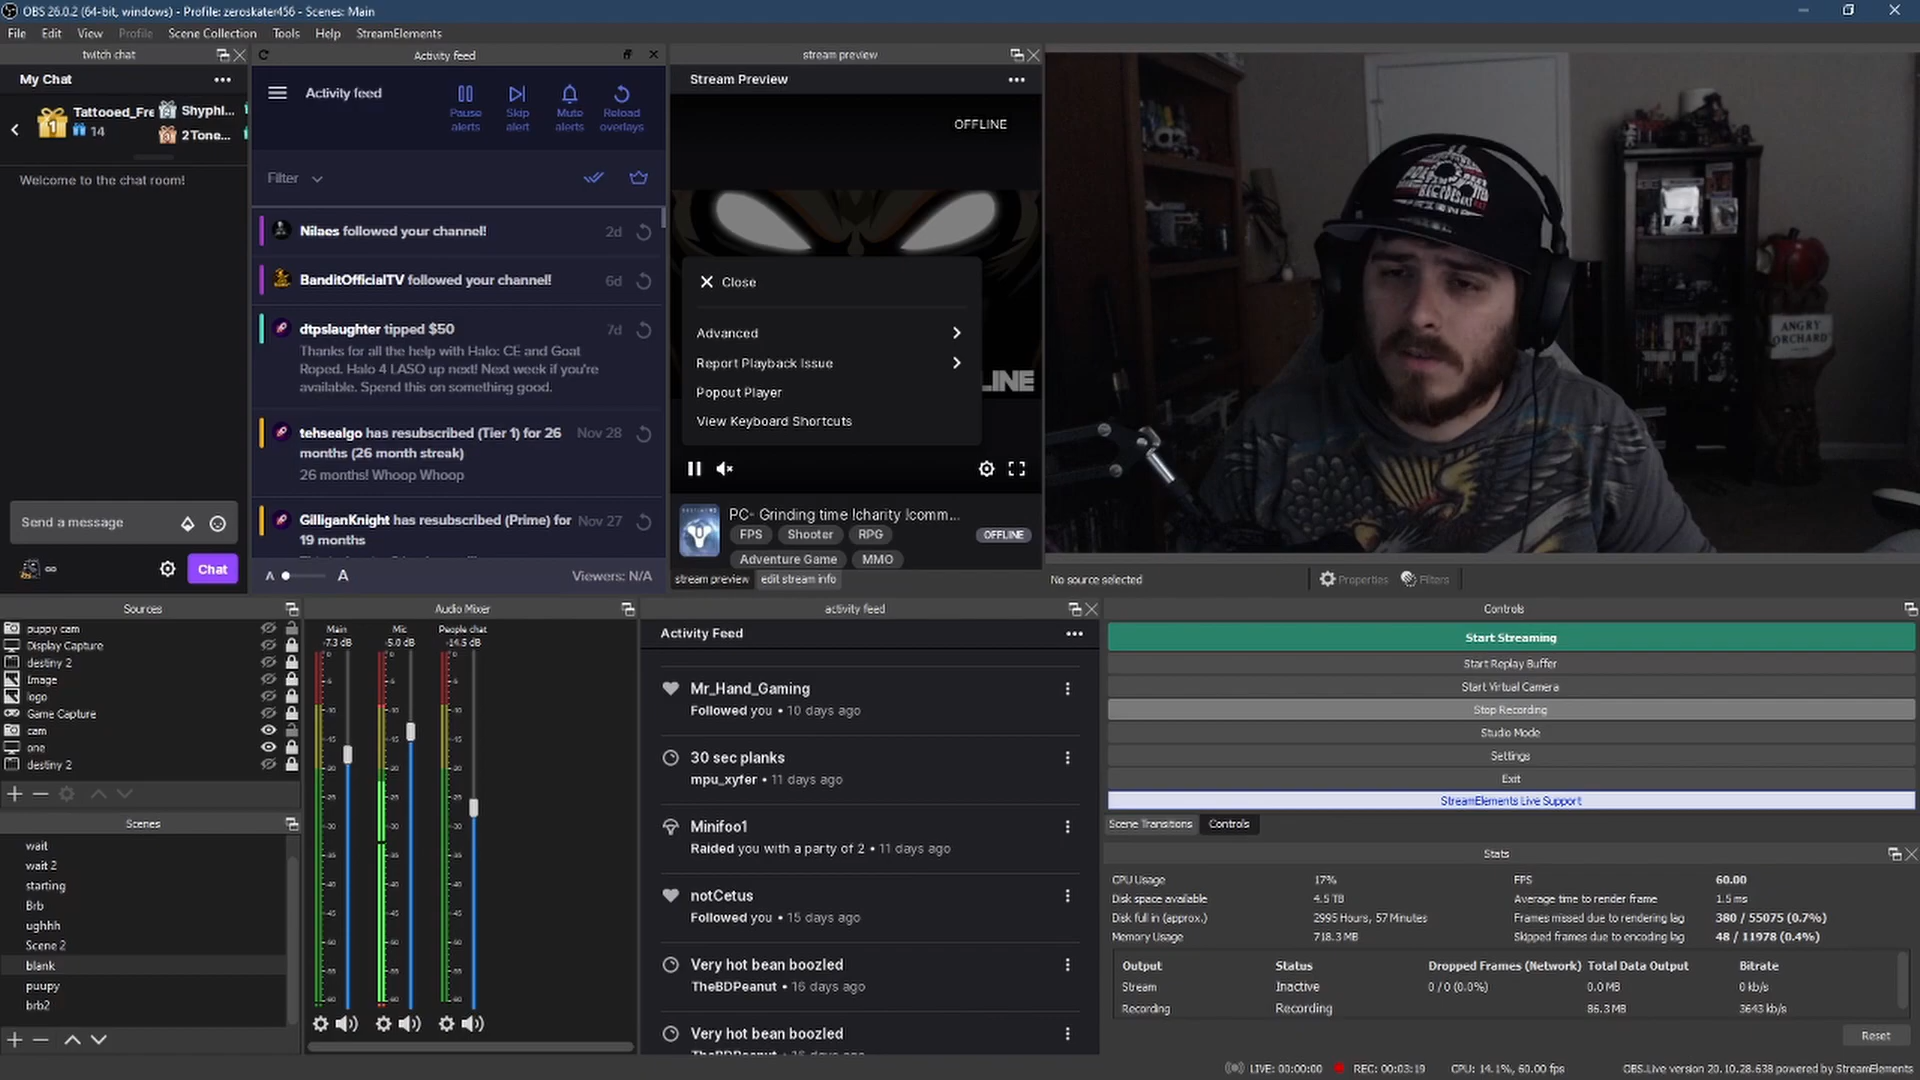 OBS 26.0.2 (64-bit, windows) - Profile: zeroskater456 - Scenes: Main
File Edit View Profile Scene Collection Tools Help StreamElements
twitch chat
My Chat
Tattooed_Fre
14
Shyphl...
2Tone...
Welcome to the chat room!
Send a message
Chat
Activity feed
Activity feed
Pause alerts
Skip alert
Mute alerts
Reload overlays
Filter
Nilaes followed your channel! 2d
BanditOfficialTV followed your channel! 6d
dtpslaughter tipped $50 7d
Thanks for all the help with Halo: CE and Goat
Roped. Halo 4 LASO up next! Next week if you're
available. Spend this on something good.
tehsealgo has resubscribed (Tier 1) for 26 Nov 28
months (26 month streak)
26 months! Whoop Whoop
GilliganKnight has resubscribed (Prime) for Nov 27
19 months
A A
Viewers: N/A
stream preview
Stream Preview
OFFLINE
Close
Advanced
Report Playback Issue
Popout Player
View Keyboard Shortcuts
LINE
PC- Grinding time !charity !comm...
FPS Shooter RPG
OFFLINE
Adventure Game MMO
stream preview edit stream info
ANGRY
ORCHARD
No source selected
Properties Filters
Sources
puppy cam
Display Capture
destiny 2
Image
logo
Game Capture
cam
one
destiny 2
Scenes
wait
wait 2
starting
Brb
ughhh
Scene 2
blank
puupy
brb2
Audio Mixer
Main Mic People chat
-7.3 dB -5.0 dB -14.5 dB
activity feed
Activity Feed
Mr_Hand_Gaming
Followed you • 10 days ago
30 sec planks
mpu_xyfer • 11 days ago
Minifoo1
Raided you with a party of 2 • 11 days ago
notCetus
Followed you • 15 days ago
Very hot bean boozled
TheBDPeanut • 16 days ago
Very hot bean boozled
TheBDPeanut • 16 days ago
Controls
Start Streaming
Start Replay Buffer
Start Virtual Camera
Stop Recording
Studio Mode
Settings
Exit
StreamElements Live Support
Scene Transitions Controls
Stats
CPU Usage 17% FPS 60.00
Disk space available 4.5 TB Average time to render frame 1.5 ms
Disk full in (approx.) 2995 Hours, 57 Minutes Frames missed due to rendering lag 380 / 55075 (0.7%)
Memory Usage 718.3 MB Skipped frames due to encoding lag 48 / 11978 (0.4%)
Output Status Dropped Frames (Network) Total Data Output Bitrate
Stream Inactive 0 / 0 (0.0%) 0.0 MB 0 kb/s
Recording Recording 86.3 MB 3643 kb/s
Reset
LIVE: 00:00:00 REC: 00:03:19 CPU: 14.1%, 60.00 fps OBS.Live version 20.10.28.638 powered by StreamElements